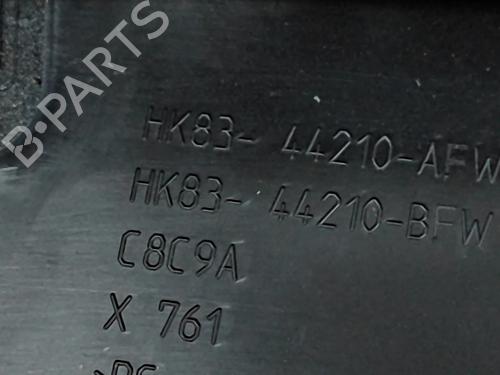 B-PARTS
HK83- 44210-AFW
HK83- 44210-BFW
C8C9A
X 761